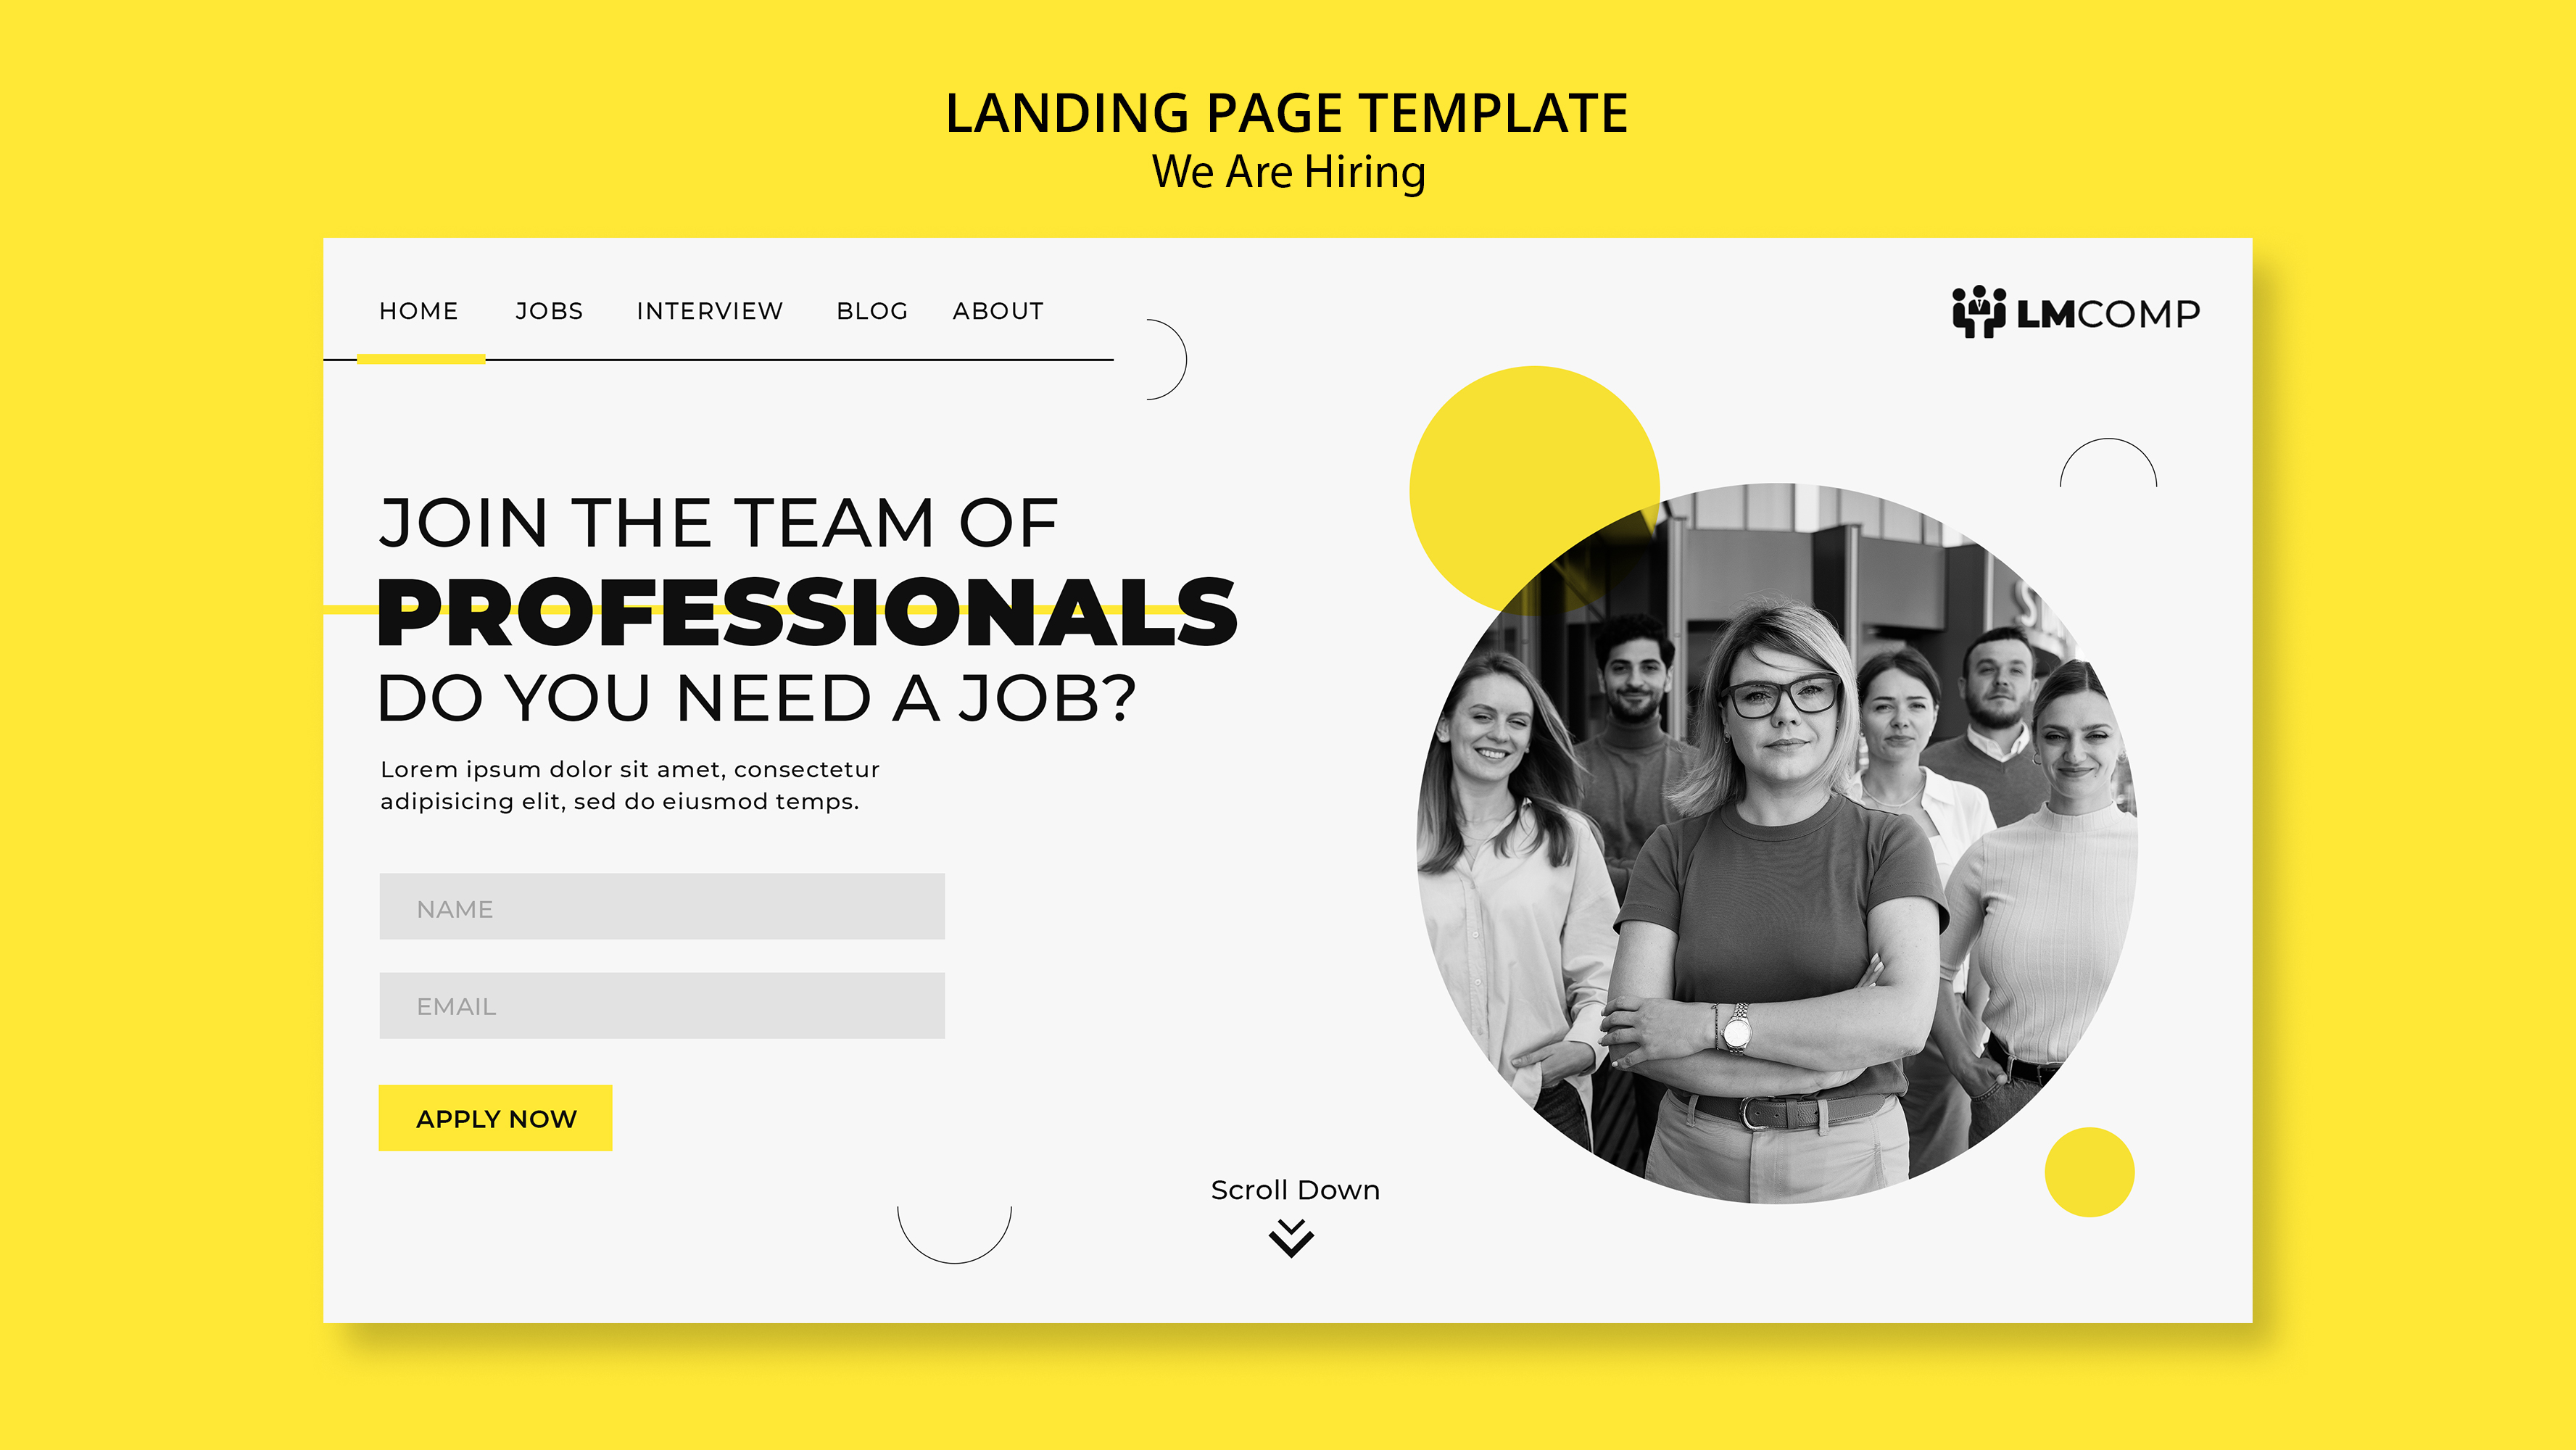 LANDING PAGE TEMPLATE
We Are Hiring
HOME JOBS INTERVIEW BLOG ABOUT
LMCOMP
JOIN THE TEAM OF
PROFESSIONALS
DO YOU NEED A JOB?
Lorem ipsum dolor sit amet, consectetur
adipisicing elit, sed do eiusmod temps.
NAME
EMAIL
APPLY NOW
Scroll Down